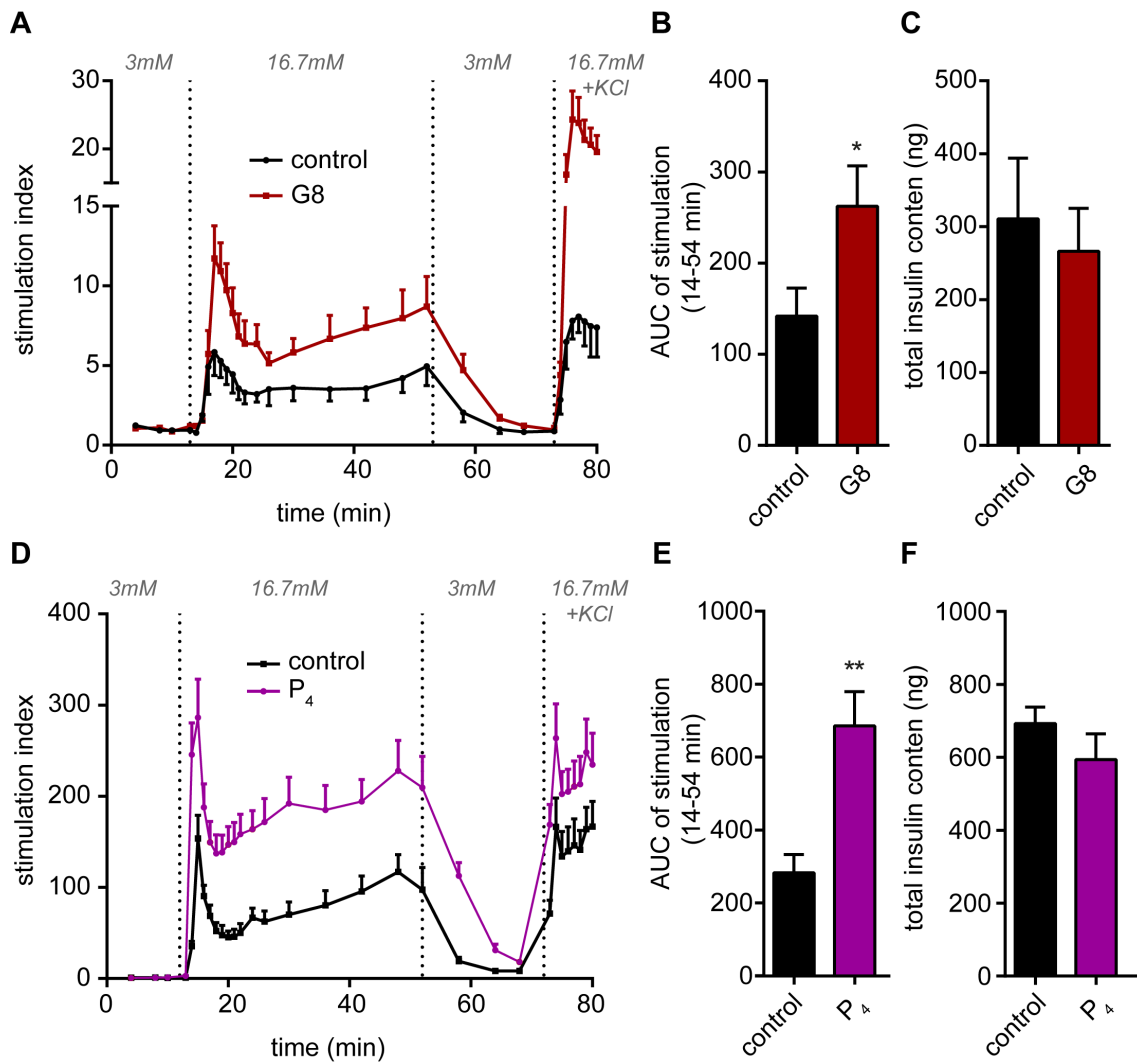 A
3mM
16.7mM
3mM
16.7mM
+KCl
30
20
15
10
5
0
stimulation index
control
G8
0
20
40
60
80
time (min)
B
400
300
200
100
0
AUC of stimulation
(14-54 min)
*
control
G8
C
500
400
300
200
100
0
total insulin conten (ng)
control
G8
D
3mM
16.7mM
3mM
16.7mM
+KCl
400
300
200
100
0
stimulation index
control
P4
0
20
40
60
80
time (min)
E
1000
800
600
400
200
0
AUC of stimulation
(14-54 min)
**
control
P4
F
1000
800
600
400
200
0
total insulin conten (ng)
control
P4